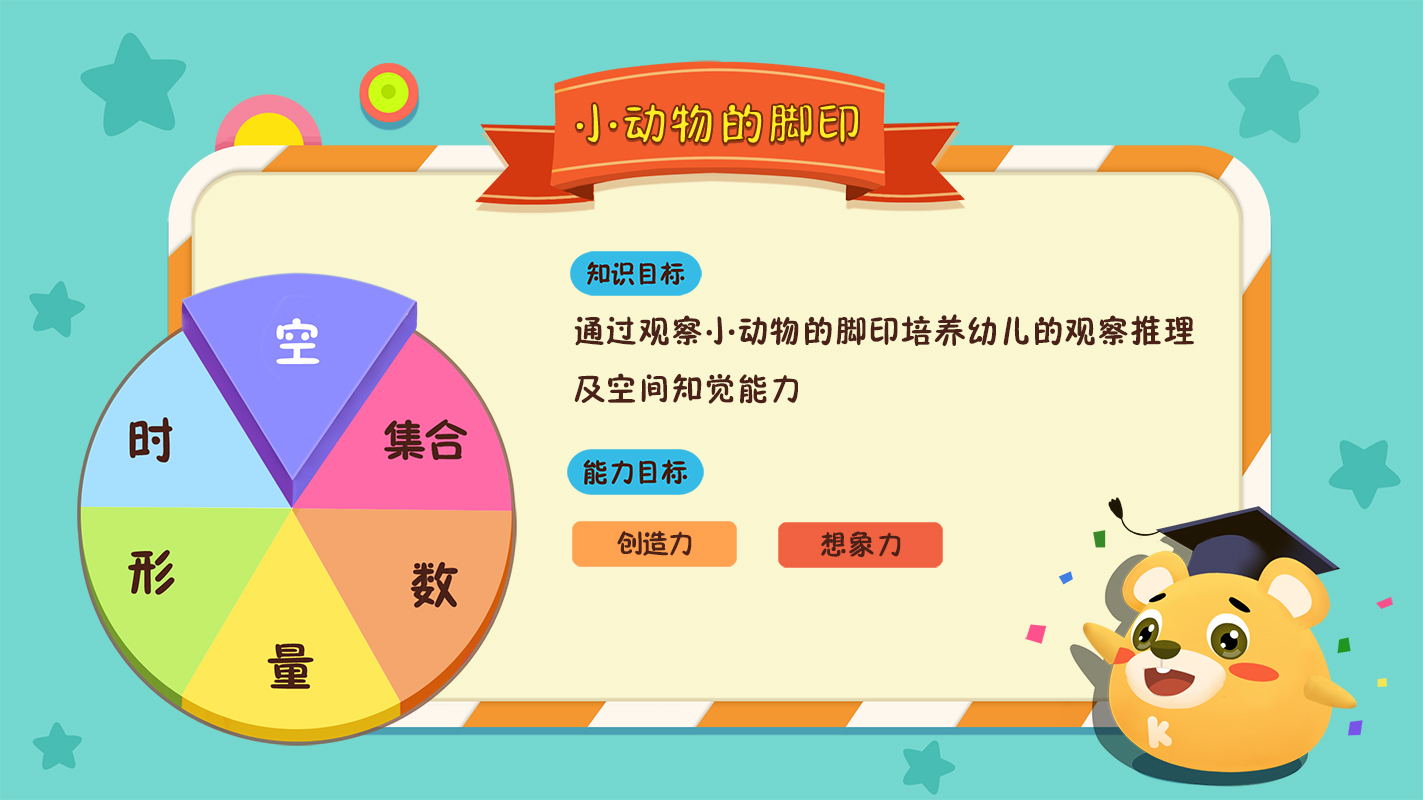 小动物的脚印
知识目标
通过观察小动物的脚印培养幼儿的观察推理
及空间知觉能力
能力目标
创造力 想象力
空
时
集合
形
数
量
K